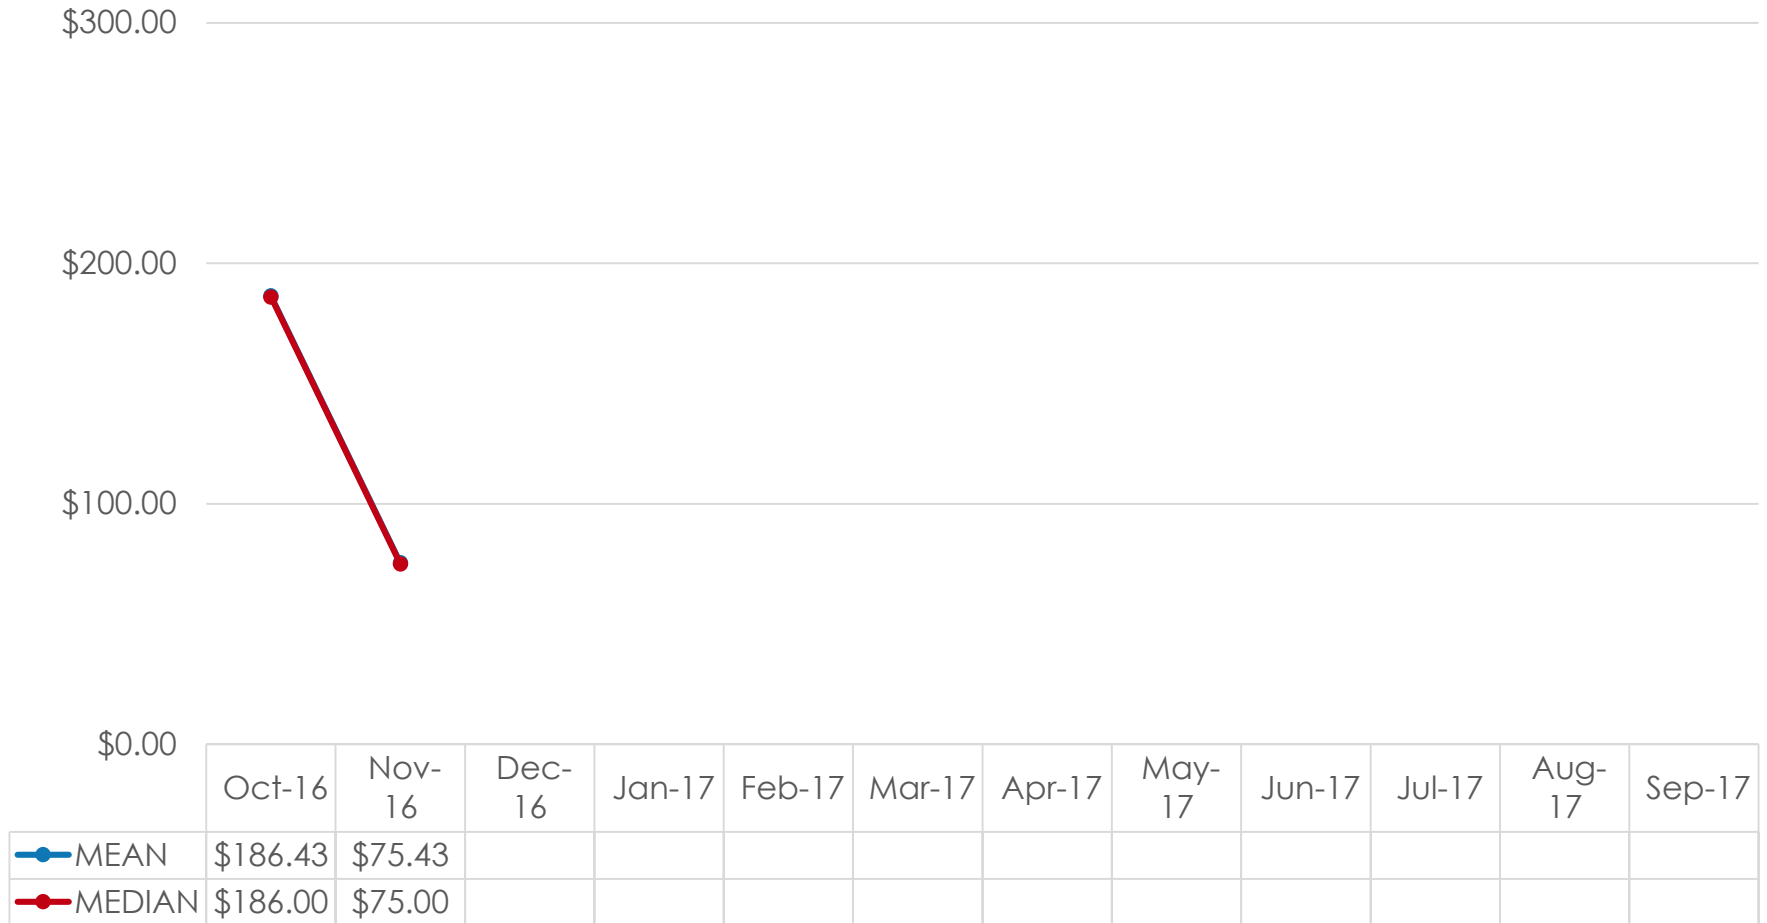 $300.00
$200.00
$100.00
$0.00
Oct-16 Nov-16 Dec-16 Jan-17 Feb-17 Mar-17 Apr-17 May-17 Jun-17 Jul-17 Aug-17 Sep-17
MEAN $186.43 $75.43
MEDIAN $186.00 $75.00